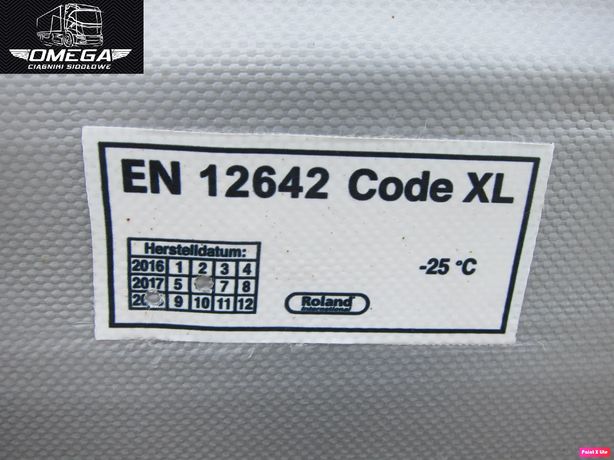 OMEGA
CIĄGNIKI SIODŁOWE
EN 12642 Code XL
Herstelldatum:
2016 1 2 3 4
2017 5 7 8
9 10 11 12
-25 °C
Roland
International